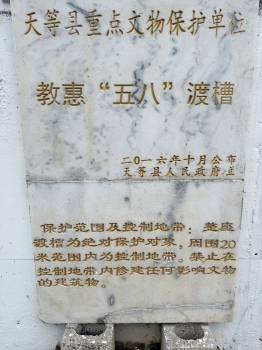 天等县重点文物保护单位
教惠“五八”渡槽
二〇一六年十月公布
天等县人民政府 立
保护范围及控制地带：整座
渡槽为绝对保护对象，周围20
米范围内为控制地带。禁止在
控制地带内修建任何影响文物
的建筑物。